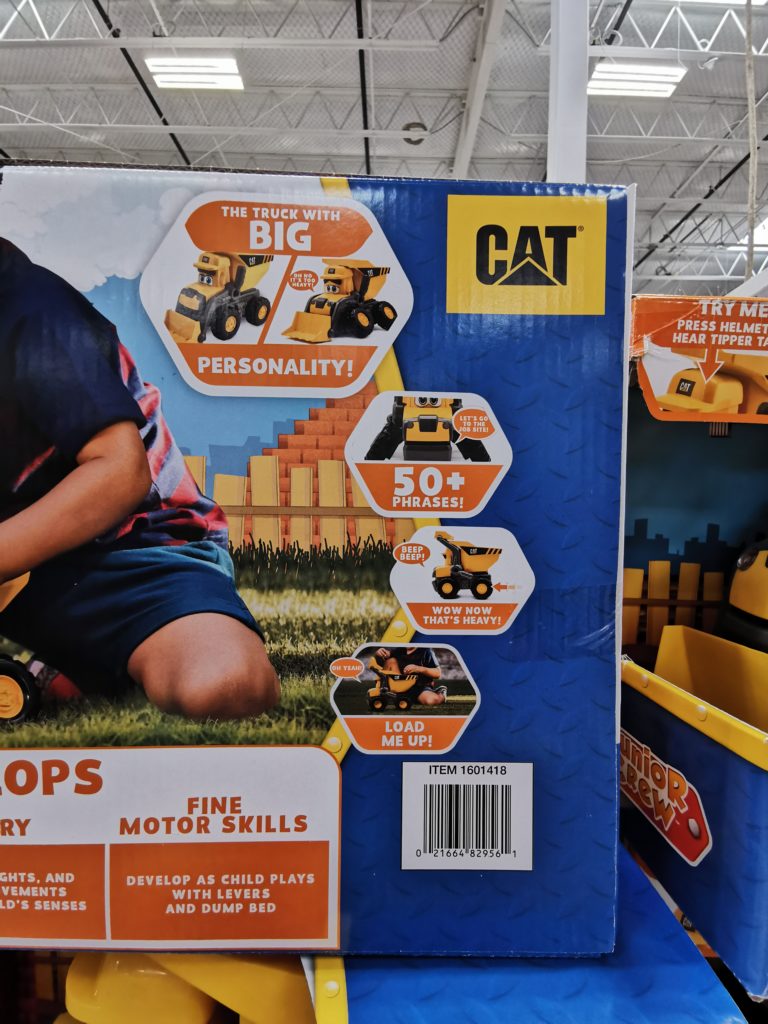 THE TRUCK WITH
BIG
OH NO
IT'S TOO
HEAVY!
CAT
PERSONALITY!
CAT
TRY ME
PRESS HELMET
HEAR TIPPER TA
CAT
LET'S GO
TO THE
JOB SITE!
50+
PHRASES!
BEEP
BEEP!
CAT
WOW NOW
THAT'S HEAVY!
OH YEAH!
LOAD
ME UP!
LOPS
RY
FINE
MOTOR SKILLS
GHTS, AND
VEMENTS
LD'S SENSES
DEVELOP AS CHILD PLAYS
WITH LEVERS
AND DUMP BED
ITEM 1601418
0 21664 82956 1
JUNIOR
CREW